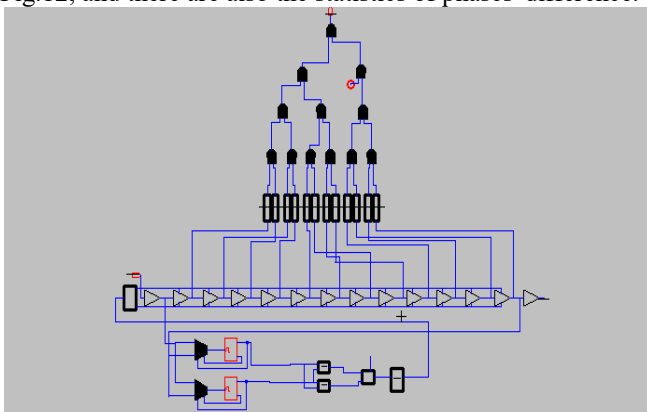 Fig.12, and there are also the statistics of phases' difference.